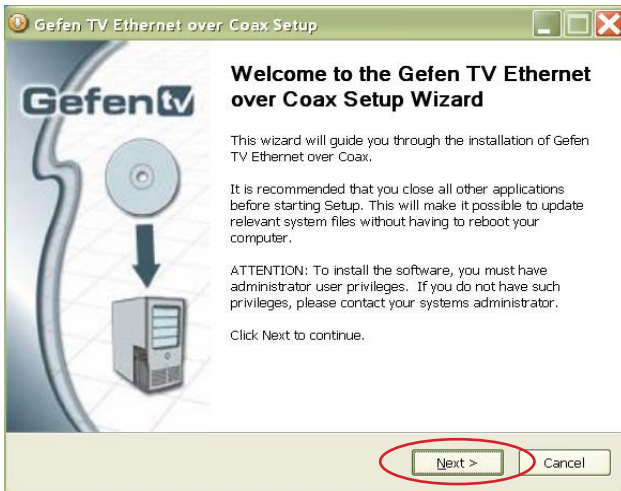 Gefen TV Ethernet over Coax Setup
Gefen tv
Welcome to the Gefen TV Ethernet
over Coax Setup Wizard
This wizard will guide you through the installation of Gefen
TV Ethernet over Coax.
It is recommended that you close all other applications
before starting Setup. This will make it possible to update
relevant system files without having to reboot your
computer.
ATTENTION: To install the software, you must have
administrator user privileges. If you do not have such
privileges, please contact your systems administrator.
Click Next to continue.
Next >
Cancel